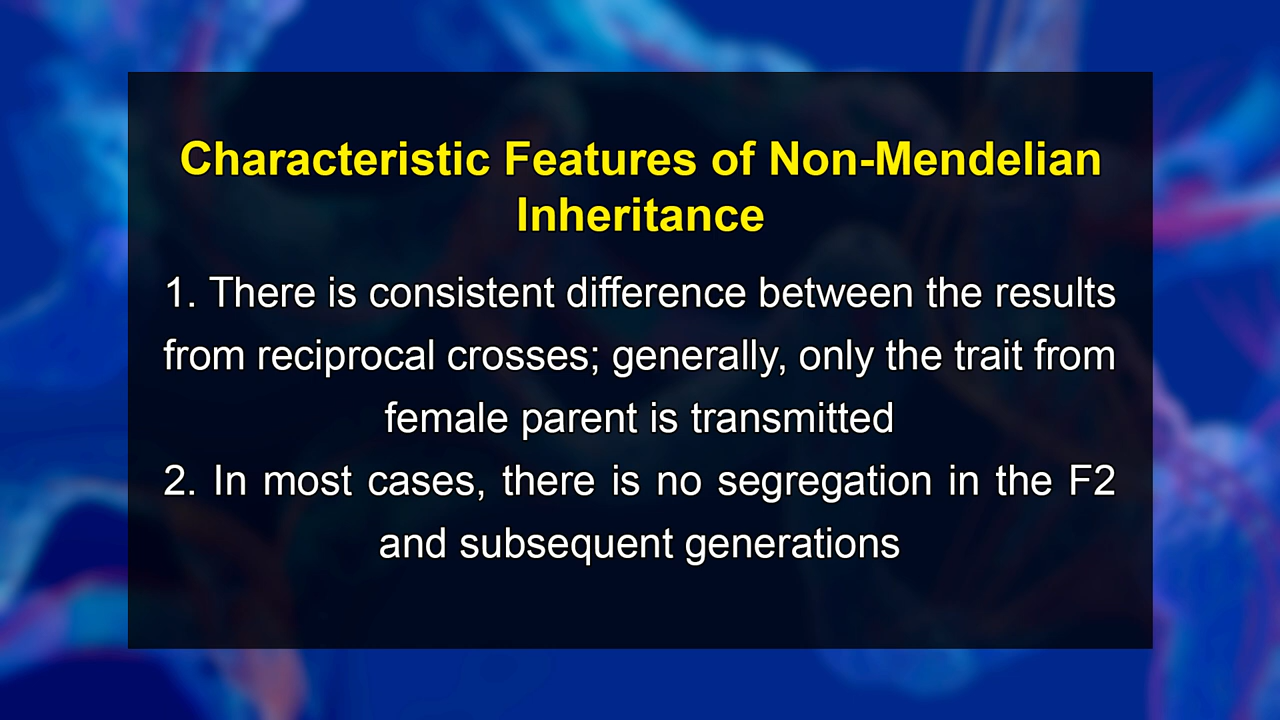 Characteristic Features of Non-Mendelian
Inheritance
1. There is consistent difference between the results
from reciprocal crosses; generally, only the trait from
female parent is transmitted
2. In most cases, there is no segregation in the F2
and subsequent generations